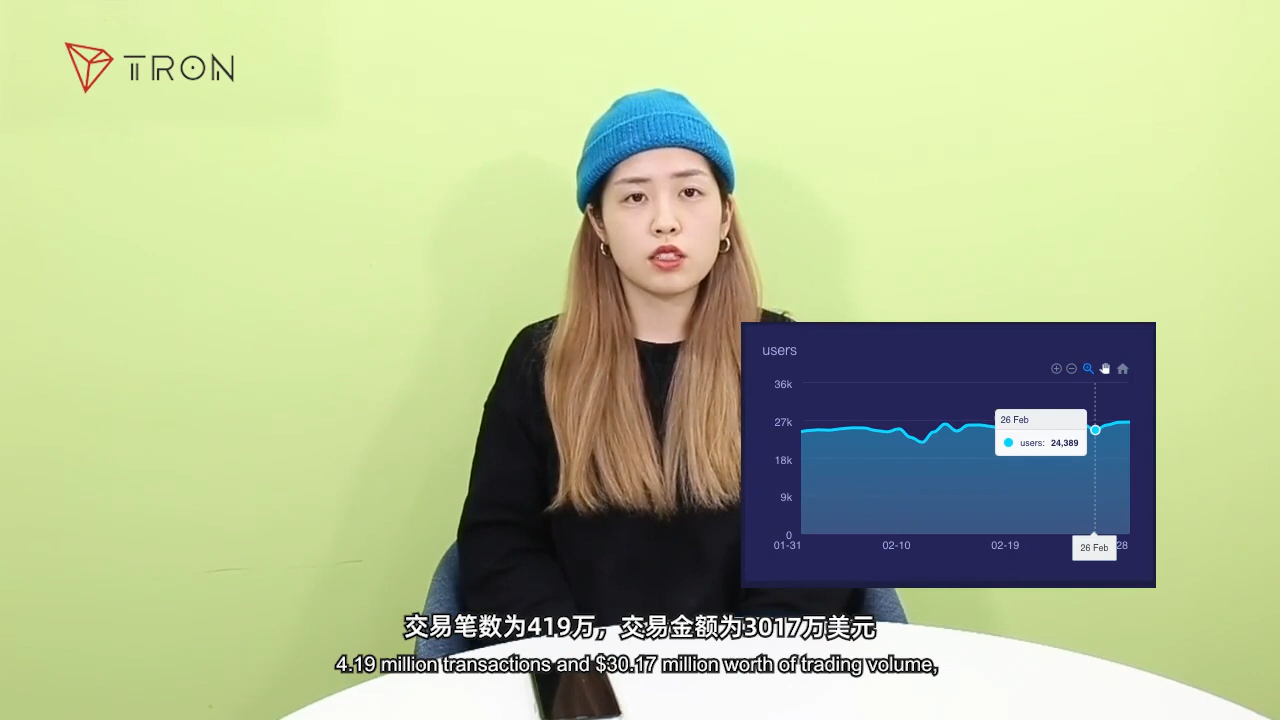 TRON
users
36k
27k
18k
9k
0
26 Feb
users: 24,389
01-31
02-10
02-19
26 Feb
28
交易笔数为419万，交易金额为3017万美元
4.19 million transactions and $30.17 million worth of trading volume,